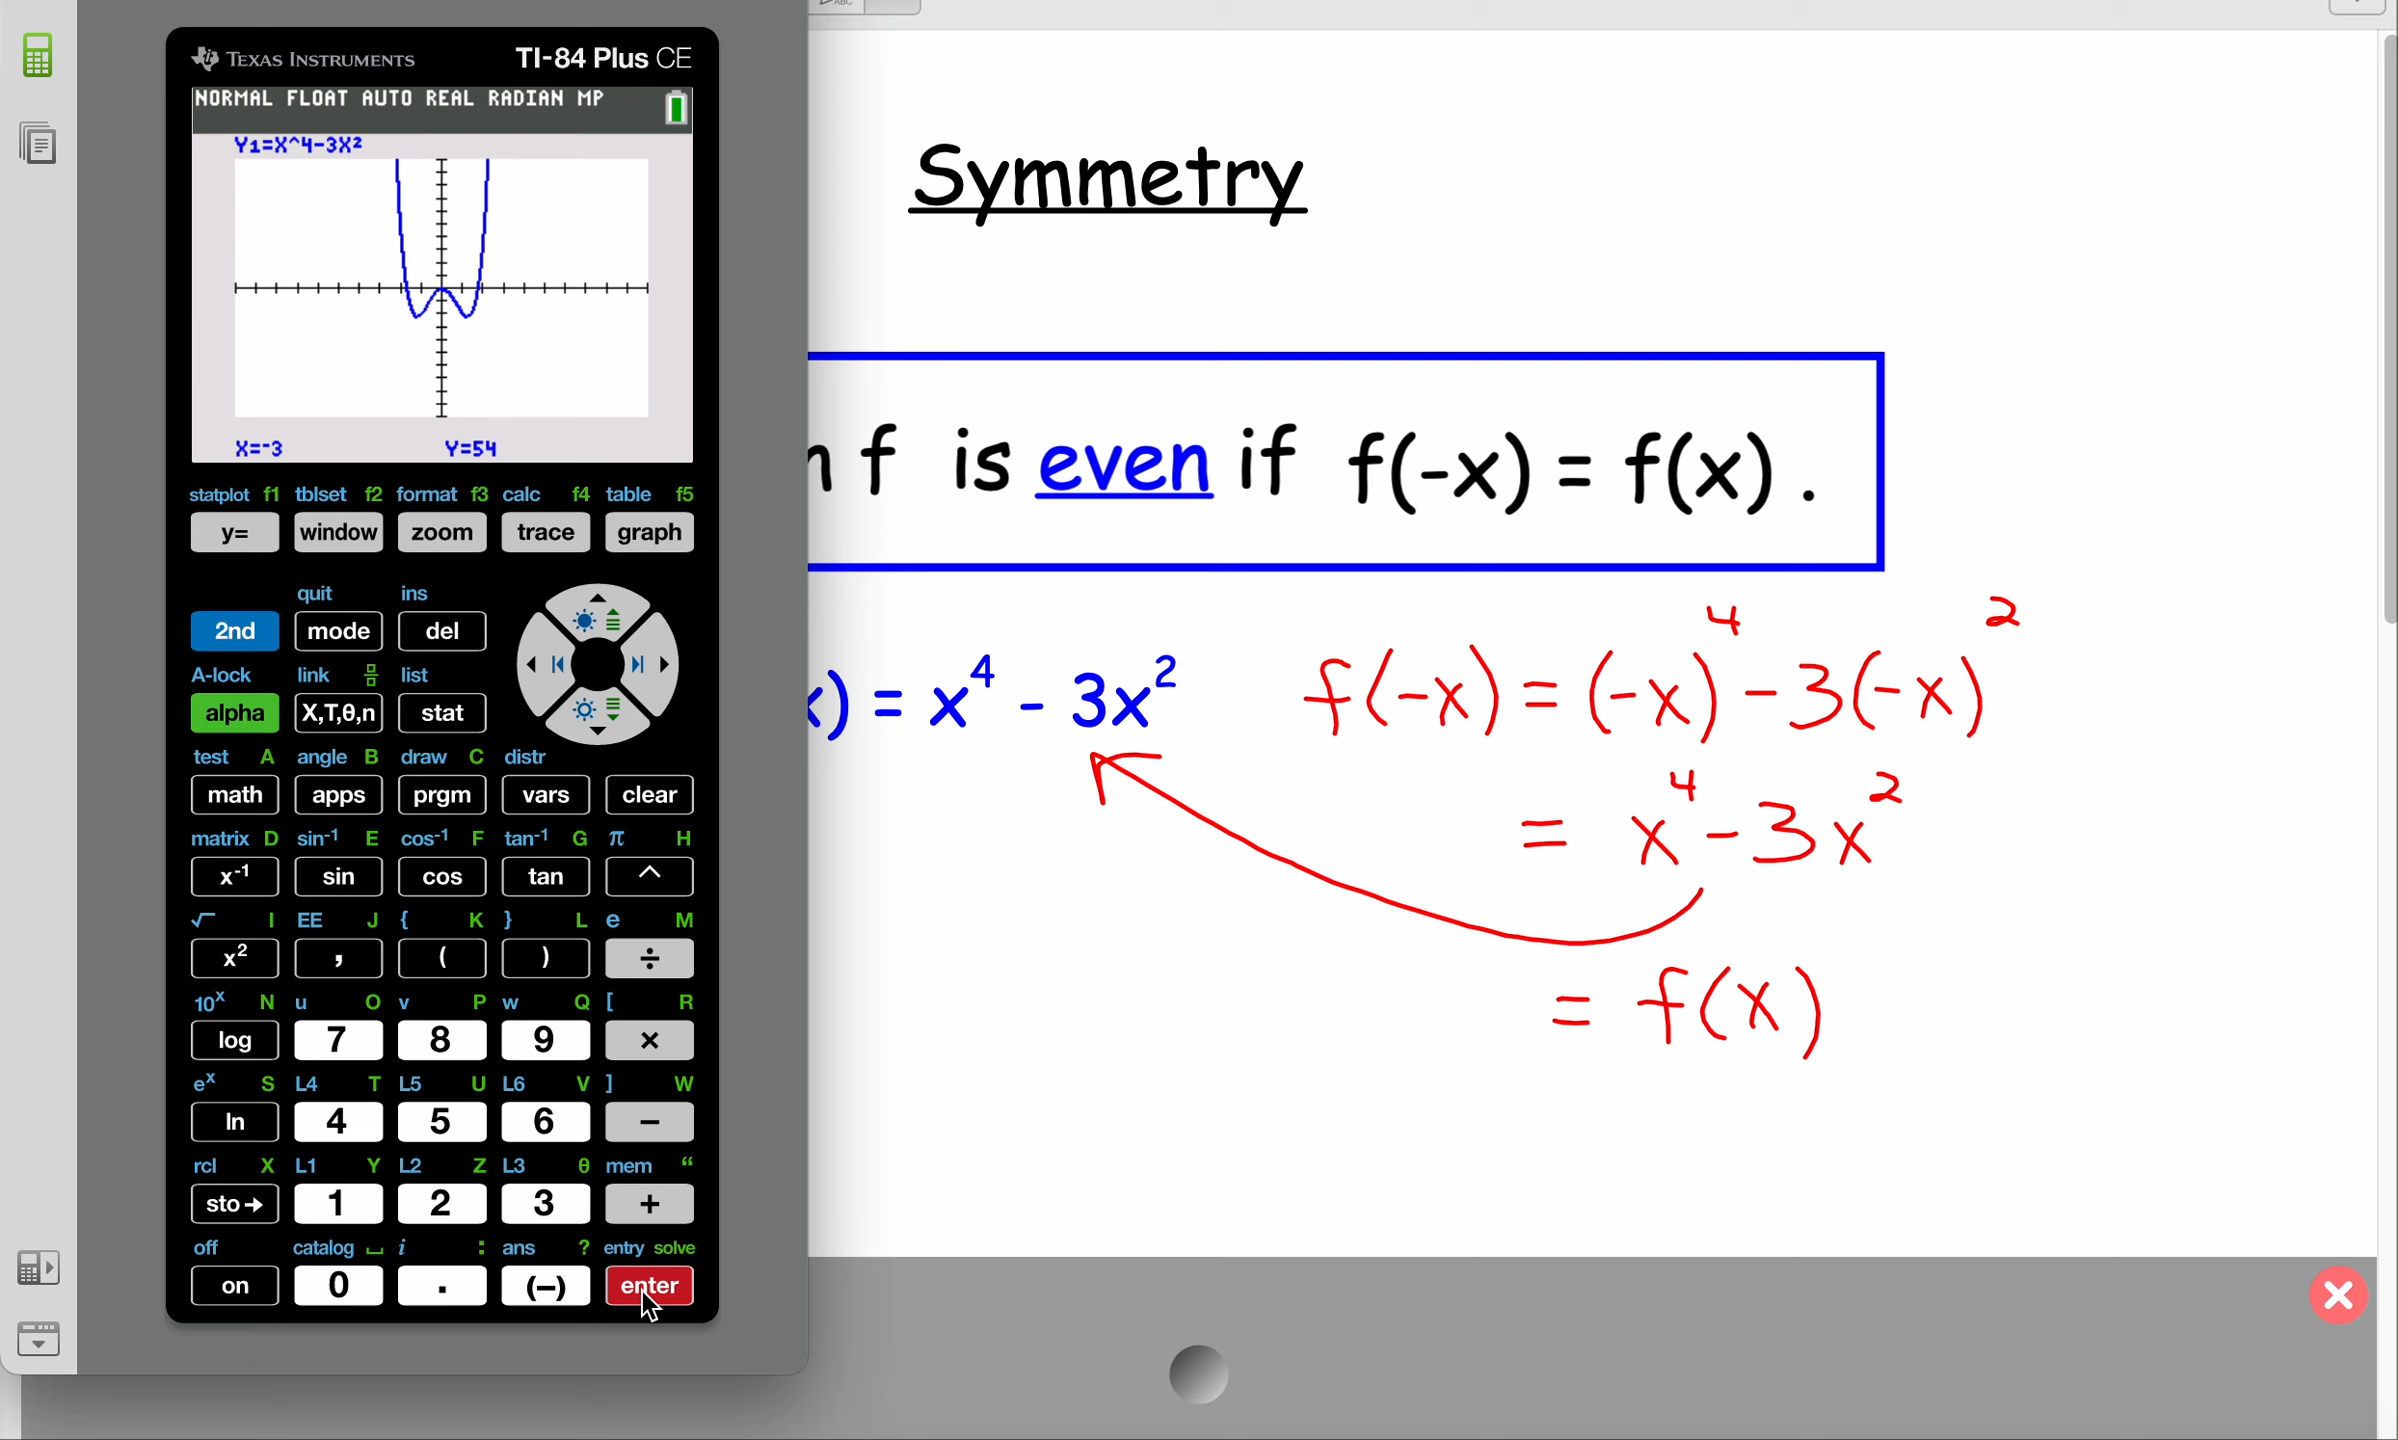 TEXAS INSTRUMENTS TI-84 Plus CE
NORMAL FLOAT AUTO REAL RADIAN MP
Y1=X^4-3X²
X=-3 Y=54
statplot f1 tblset f2 format f3 calc f4 table f5
y= window zoom trace graph
quit ins
2nd mode del
A-lock link list
alpha X,T,θ,n stat
test A angle B draw C distr
math apps prgm vars clear
matrix D sin⁻¹ E cos⁻¹ F tan⁻¹ G π H
x⁻¹ sin cos tan ^
√ I EE J { K } L e M
x² , ( ) ÷
10ˣ N u O v P w Q [ R
log 7 8 9 ×
eˣ S L4 T L5 U L6 V ] W
ln 4 5 6 −
rcl X L1 Y L2 Z L3 θ mem “
sto→ 1 2 3 +
off catalog ⎵ i : ans ? entry solve
on 0 . (−) enter
ABC
Symmetry
n f is even if f(-x) = f(x) .
x) = x⁴ - 3x²
f(-x) = (-x)⁴ - 3(-x)²
= x⁴ - 3x²
= f(x)